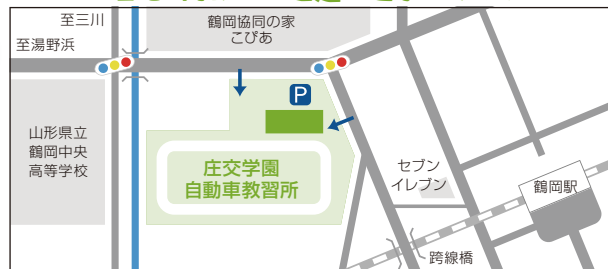 至三川
至湯野浜
鶴岡協同の家
こぴあ
P
山形県立
鶴岡中央
高等学校
庄交学園
自動車教習所
セブン
イレブン
鶴岡駅
跨線橋